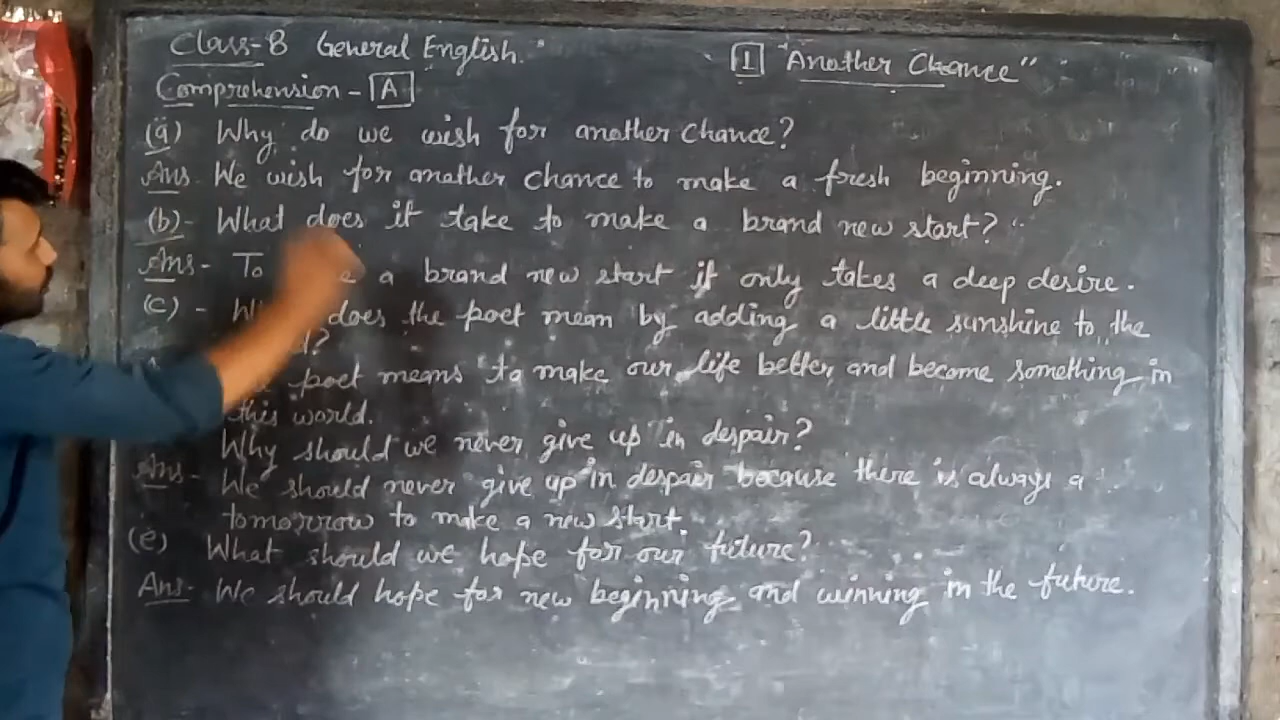 Class-8 General English. 1 "Another Chance"
Comprehension - A
(a) Why do we wish for another chance?
Ans We wish for another chance to make a fresh beginning.
(b)- What does it take to make a brand new start?
Ans- To a brand new start it only takes a deep desire.
(c) - does the poet mean by adding a little sunshine to the
poet means to make our life better, and become something in
this world.
Why should we never give up in despair?
Ans- We should never give up in despair because there is always a
tomorrow to make a new start.
(e) What should we hope for our future?
Ans- We should hope for new beginning and winning in the future.